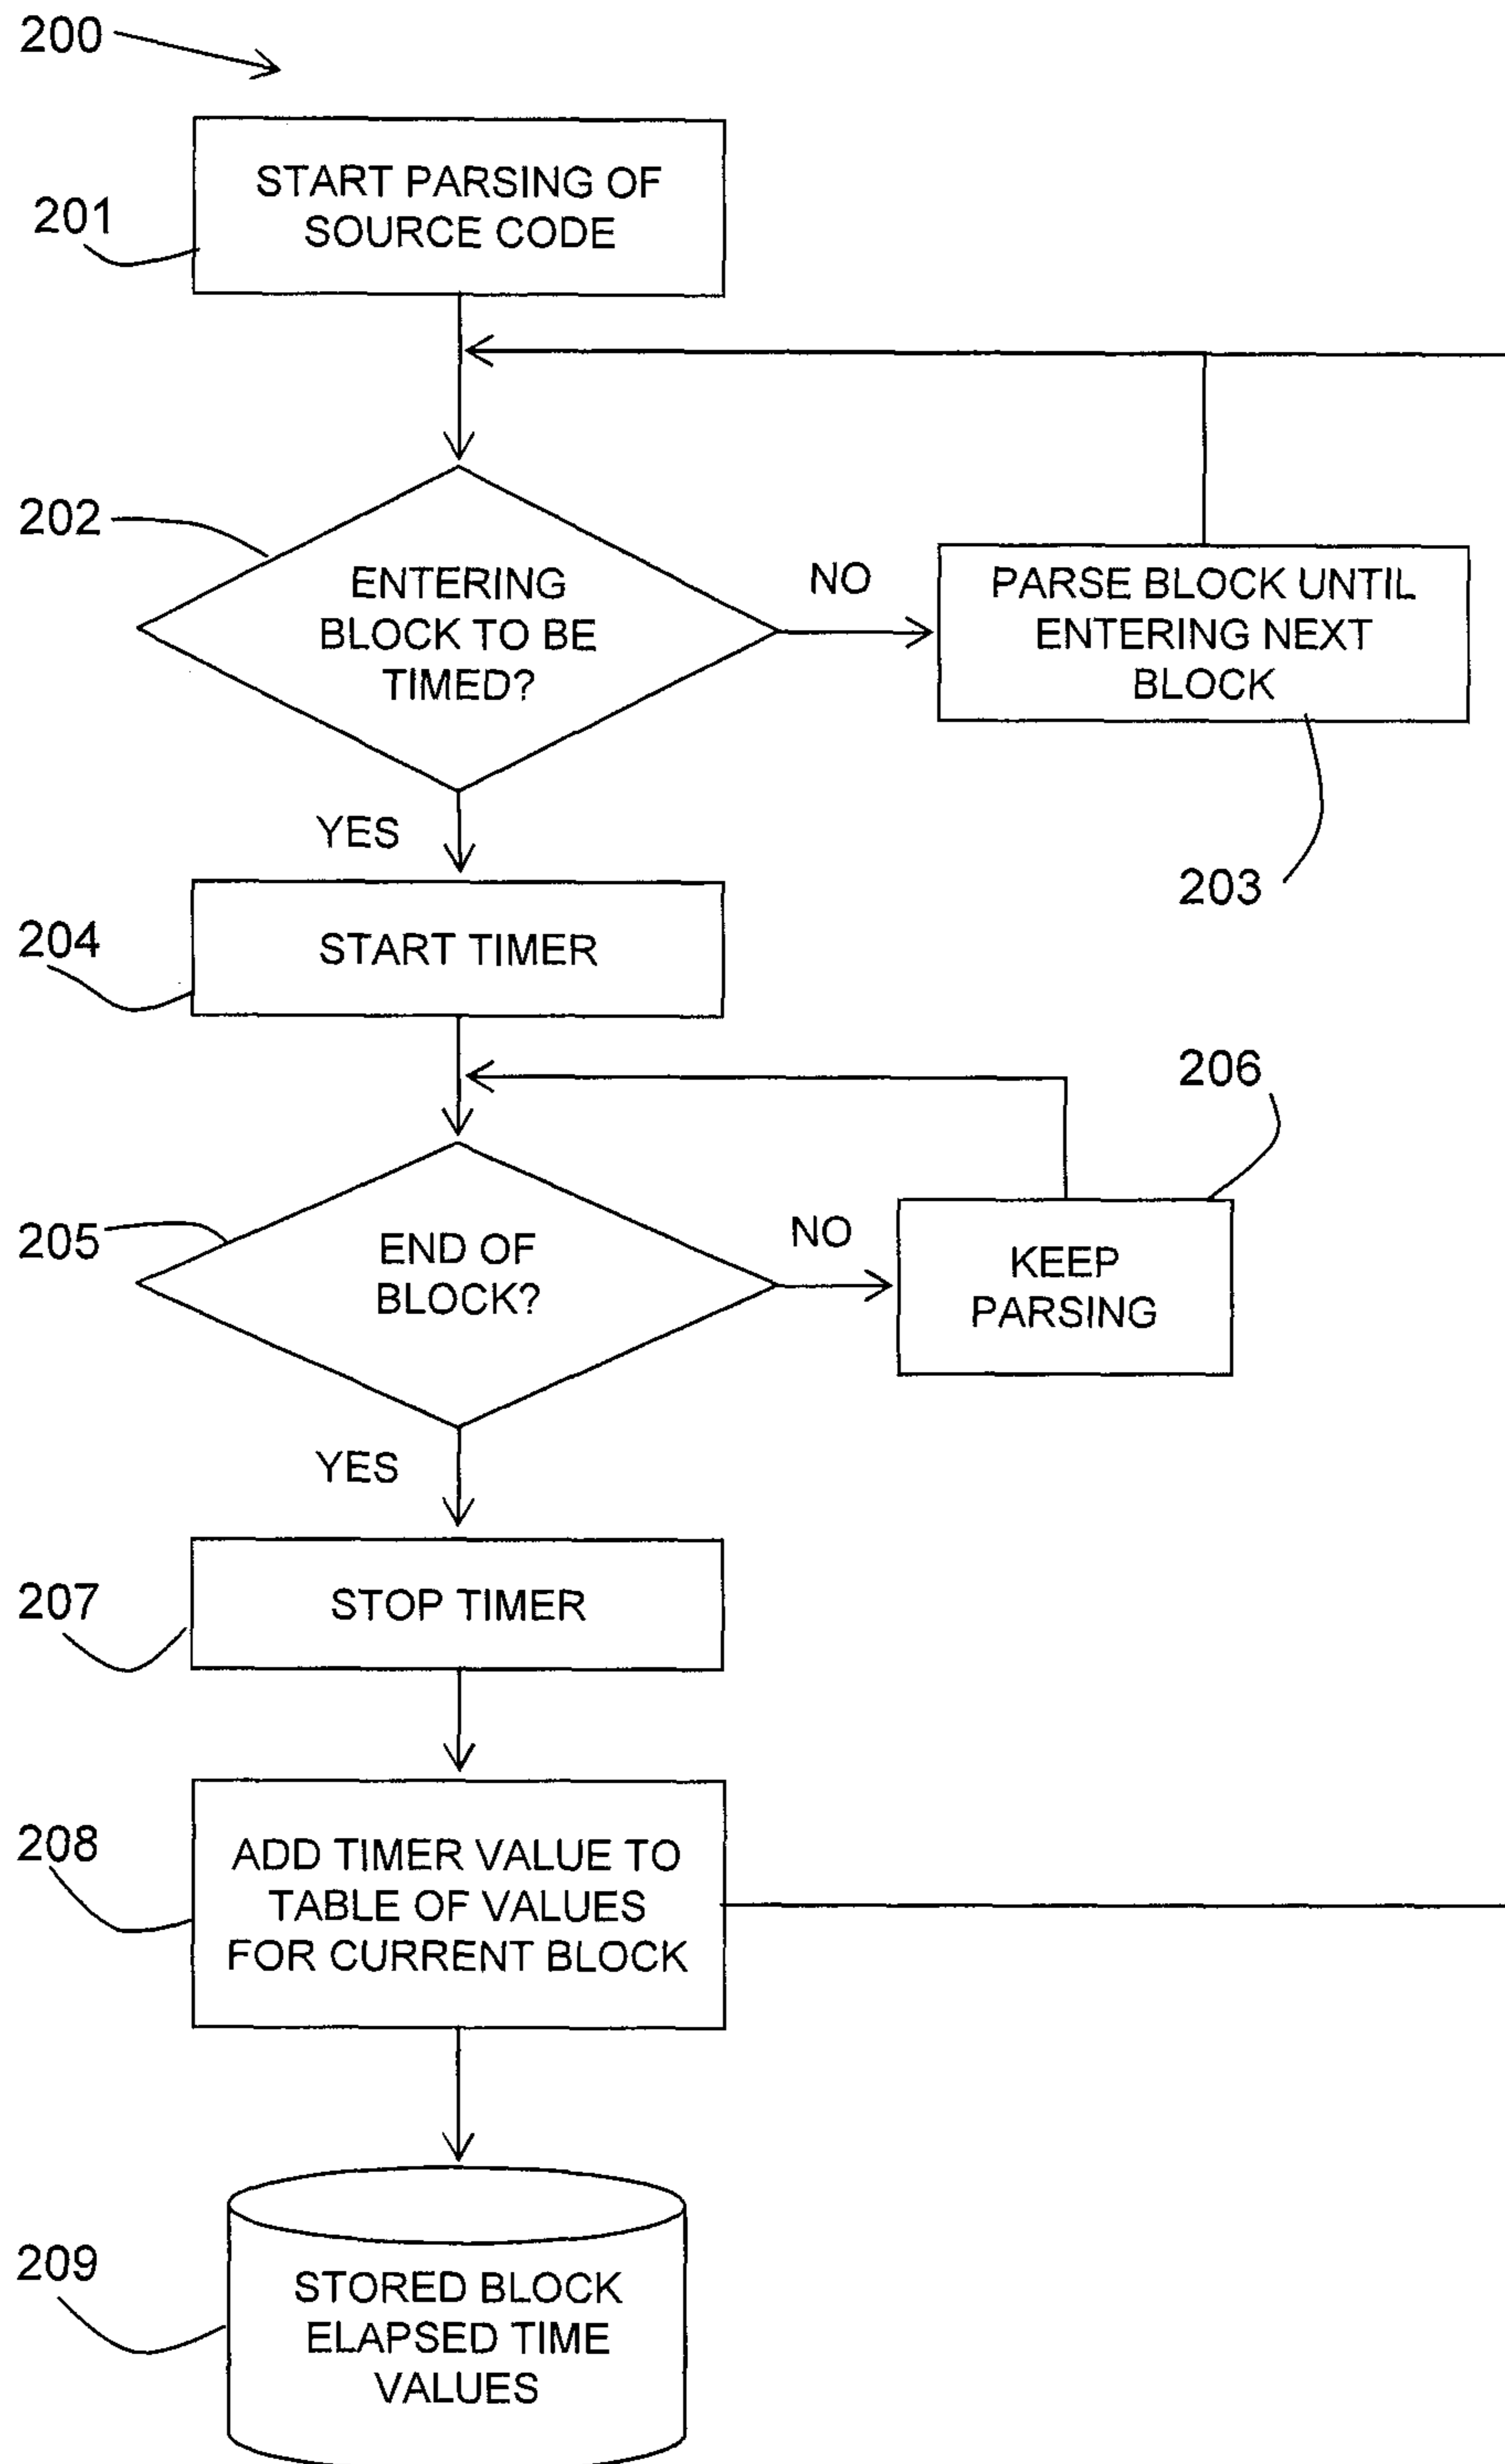 200
START PARSING OF
SOURCE CODE
201
202
ENTERING
BLOCK TO BE
TIMED?
NO
PARSE BLOCK UNTIL
ENTERING NEXT
BLOCK
203
YES
204
START TIMER
206
205
END OF
BLOCK?
NO
KEEP
PARSING
YES
207
STOP TIMER
208
ADD TIMER VALUE TO
TABLE OF VALUES
FOR CURRENT BLOCK
209
STORED BLOCK
ELAPSED TIME
VALUES